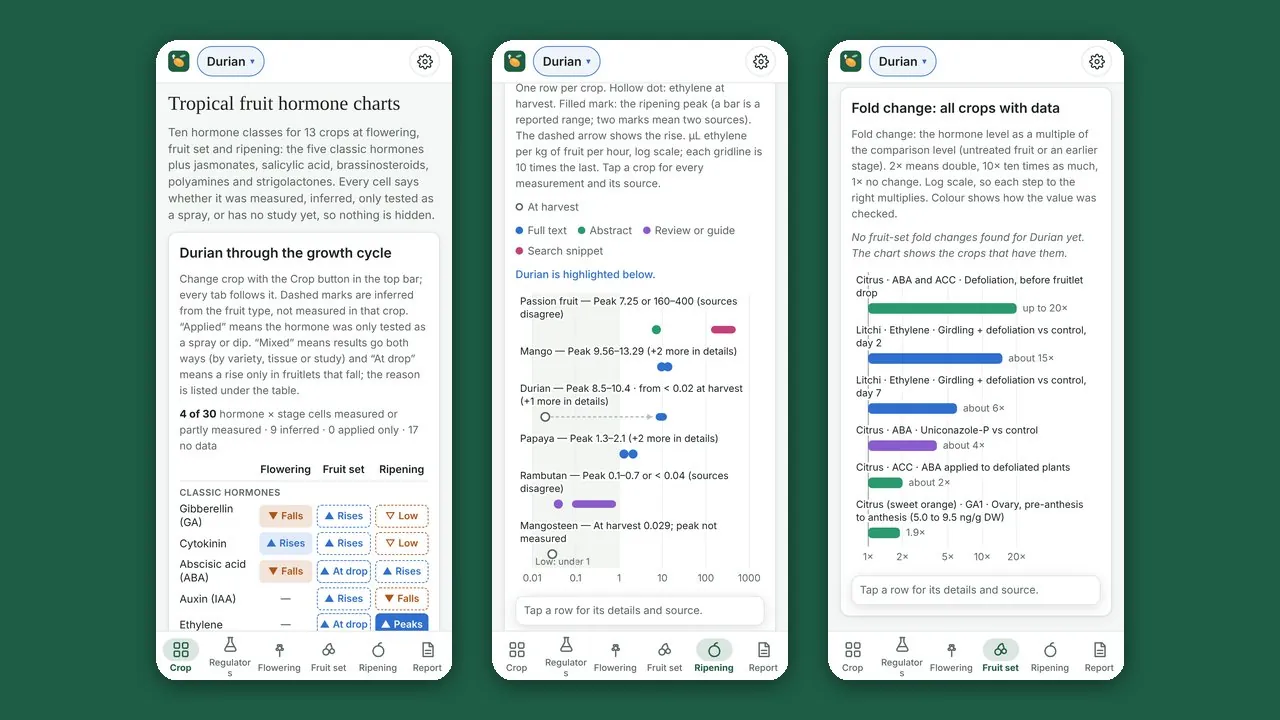 Durian ▾
Tropical fruit hormone charts
Ten hormone classes for 13 crops at flowering,
fruit set and ripening: the five classic hormones
plus jasmonates, salicylic acid, brassinosteroids,
polyamines and strigolactones. Every cell says
whether it was measured, inferred, only tested as
a spray, or has no study yet, so nothing is hidden.
Durian through the growth cycle
Change crop with the Crop button in the top bar;
every tab follows it. Dashed marks are inferred
from the fruit type, not measured in that crop.
“Applied” means the hormone was only tested as
a spray or dip. “Mixed” means results go both
ways (by variety, tissue or study) and “At drop”
means a rise only in fruitlets that fall; the reason
is listed under the table.
4 of 30 hormone × stage cells measured or
partly measured · 9 inferred · 0 applied only · 17
no data
Flowering Fruit set Ripening
CLASSIC HORMONES
Gibberellin
(GA)
▼ Falls ▲ Rises ▽ Low
Cytokinin ▲ Rises ▲ Rises ▽ Low
Abscisic acid
(ABA)
▼ Falls ▲ At drop ▲ Rises
Auxin (IAA) — ▲ Rises ▼ Falls
Ethylene — ▲ At drop ▲ Peaks
Crop
Regulator
s
Flowering
Fruit set
Ripening
Report
Durian ▾
One row per crop. Hollow dot: ethylene at
harvest. Filled mark: the ripening peak (a bar is a
reported range; two marks mean two sources).
The dashed arrow shows the rise. µL ethylene
per kg of fruit per hour, log scale; each gridline is
10 times the last. Tap a crop for every
measurement and its source.
At harvest
Full text Abstract Review or guide
Search snippet
Durian is highlighted below.
Passion fruit — Peak 7.25 or 160–400 (sources
disagree)
Mango — Peak 9.56–13.29 (+2 more in details)
Durian — Peak 8.5–10.4 · from < 0.02 at harvest
(+1 more in details)
Papaya — Peak 1.3–2.1 (+2 more in details)
Rambutan — Peak 0.1–0.7 or < 0.04 (sources
disagree)
Mangosteen — At harvest 0.029; peak not
measured
Low: under 1
0.01 0.1 1 10 100 1000
Tap a row for its details and source.
Crop
Regulator
s
Flowering
Fruit set
Ripening
Report
Durian ▾
Fold change: all crops with data
Fold change: the hormone level as a multiple of
the comparison level (untreated fruit or an earlier
stage). 2× means double, 10× ten times as much,
1× no change. Log scale, so each step to the
right multiplies. Colour shows how the value was
checked.
No fruit-set fold changes found for Durian yet.
The chart shows the crops that have them.
Citrus · ABA and ACC · Defoliation, before fruitlet
drop
up to 20×
Litchi · Ethylene · Girdling + defoliation vs control,
day 2
about 15×
Litchi · Ethylene · Girdling + defoliation vs control,
day 7
about 6×
Citrus · ABA · Uniconazole-P vs control
about 4×
Citrus · ACC · ABA applied to defoliated plants
about 2×
Citrus (sweet orange) · GA1 · Ovary, pre-anthesis
to anthesis (5.0 to 9.5 ng/g DW)
1.9×
1× 2× 5× 10× 20×
Tap a row for its details and source.
Crop
Regulator
s
Flowering
Fruit set
Ripening
Report